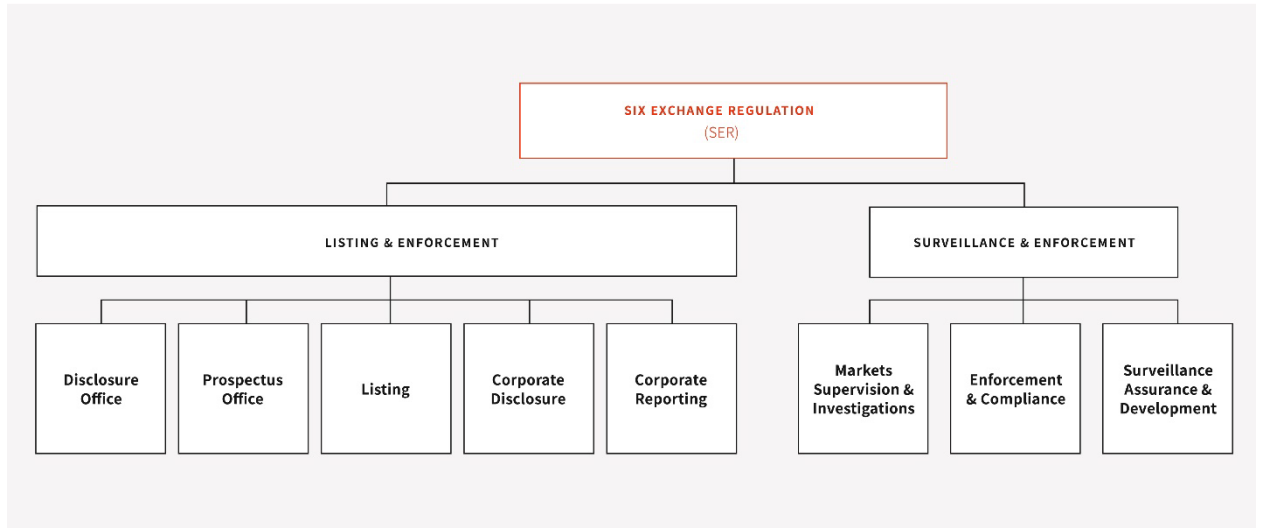 SIX EXCHANGE REGULATION
(SER)
LISTING & ENFORCEMENT
SURVEILLANCE & ENFORCEMENT
Disclosure
Office
Prospectus
Office
Listing
Corporate
Disclosure
Corporate
Reporting
Markets
Supervision &
Investigations
Enforcement
& Compliance
Surveillance
Assurance &
Development